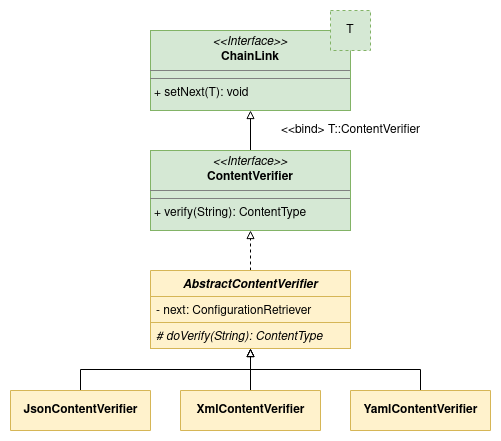 T
<<Interface>>
ChainLink
+ setNext(T): void
<<bind> T::ContentVerifier
<<Interface>>
ContentVerifier
+ verify(String): ContentType
AbstractContentVerifier
- next: ConfigurationRetriever
# doVerify(String): ContentType
JsonContentVerifier
XmlContentVerifier
YamlContentVerifier